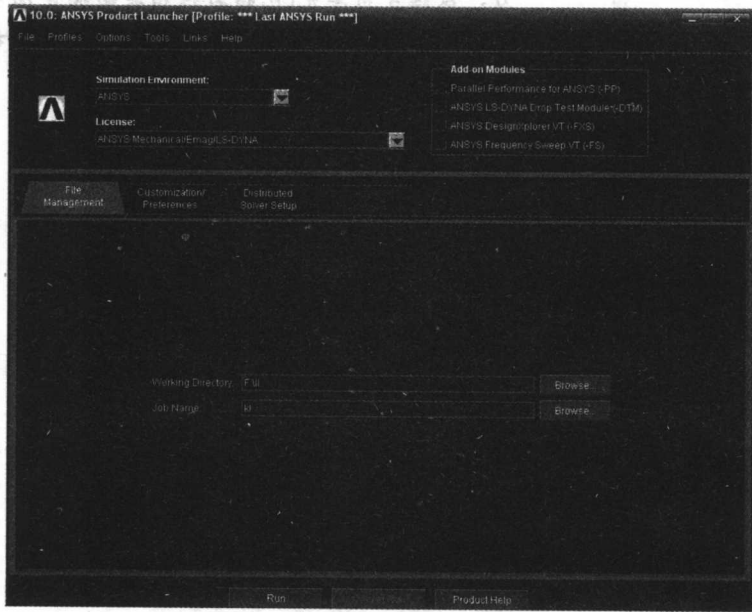 10.0: ANSYS Product Launcher [Profile: *** Last ANSYS Run ***]
File Profiles Options Tools Links Help
Simulation Environment:
ANSYS
License:
ANSYS Mechanical/Emag/LS-DYNA
Add-on Modules
Parallel Performance for ANSYS (-PP)
ANSYS LS-DYNA Drop Test Module (-DTM)
ANSYS DesignXplorer VT (-FXS)
ANSYS Frequency Sweep VT (-FS)
File Management
Customization/ Preferences
Distributed Solver Setup
Working Directory:
Browse...
Job Name:
Browse...
Run
Product Help